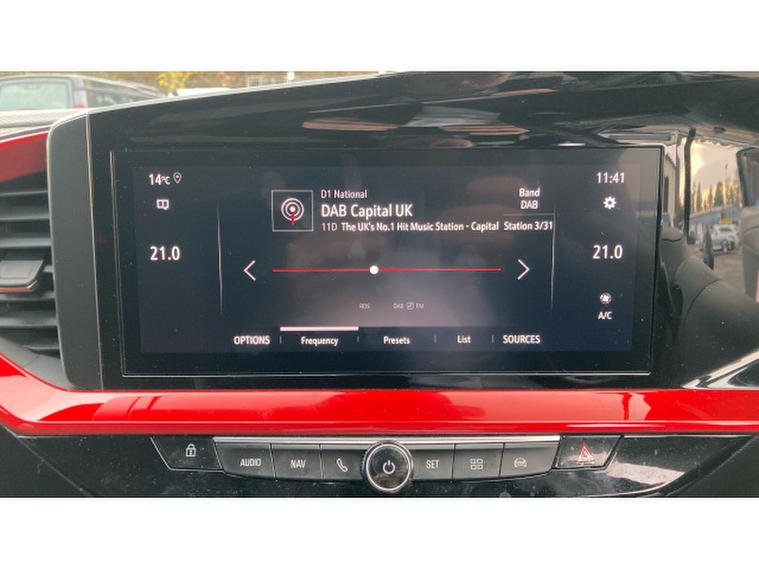 14°C
11:41
D1 National
DAB Capital UK
11D The UK's No.1 Hit Music Station - Capital
Band
DAB
Station 3/31
21.0
21.0
RDS
DAB
FM
A/C
OPTIONS
Frequency
Presets
List
SOURCES
AUDIO
NAV
SET